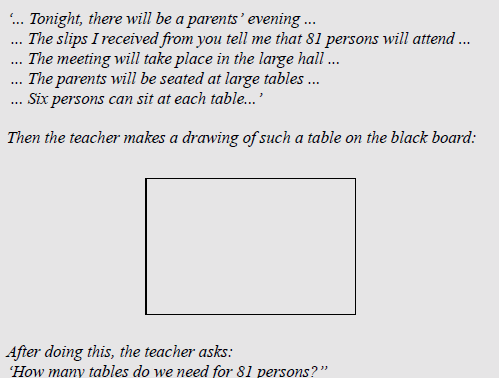 ‘... Tonight, there will be a parents’ evening ...
... The slips I received from you tell me that 81 persons will attend ...
... The meeting will take place in the large hall ...
... The parents will be seated at large tables ...
... Six persons can sit at each table...’
Then the teacher makes a drawing of such a table on the black board:
After doing this, the teacher asks:
‘How many tables do we need for 81 persons?”